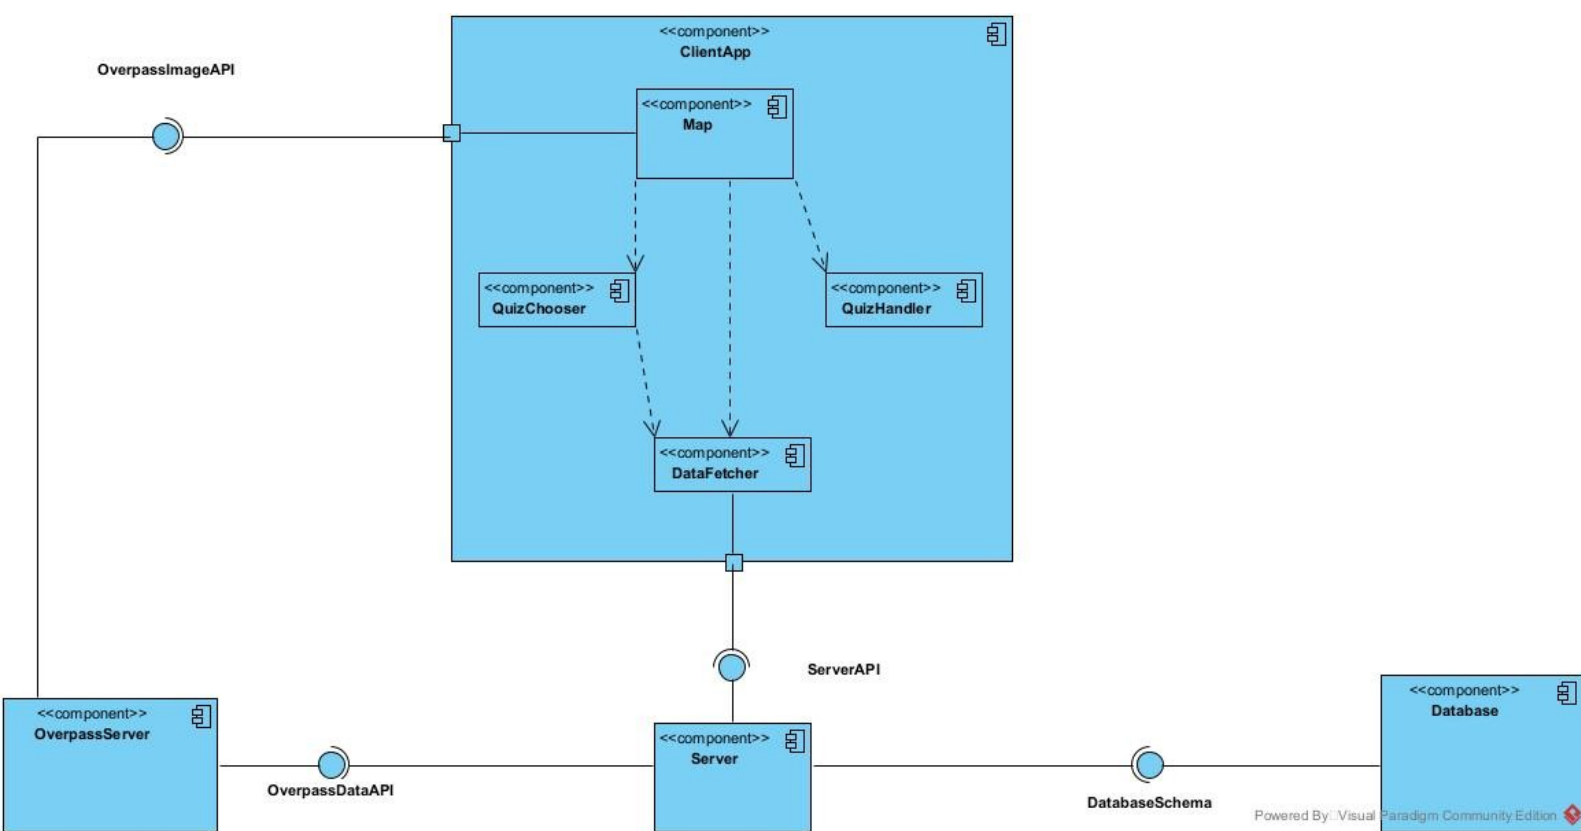 <<component>>
ClientApp
OverpassImageAPI
<<component>>
Map
<<component>>
QuizChooser
<<component>>
QuizHandler
<<component>>
DataFetcher
ServerAPI
<<component>>
OverpassServer
<<component>>
Server
<<component>>
Database
OverpassDataAPI
DatabaseSchema
Powered By Visual Paradigm Community Edition